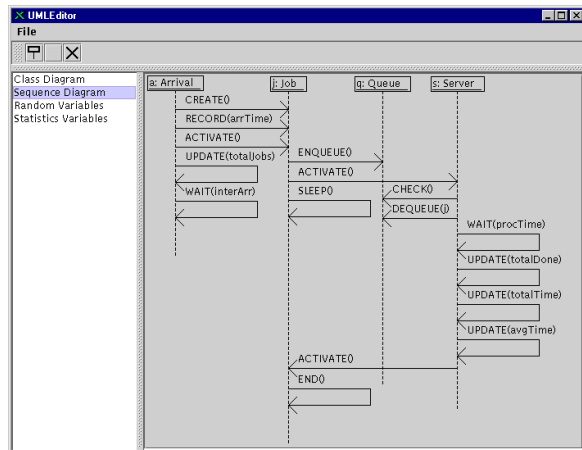 UMLEditor
File
Class Diagram
Sequence Diagram
Random Variables
Statistics Variables
a: Arrival
j: Job
q: Queue
s: Server
CREATE()
RECORD(arrTime)
ACTIVATE()
UPDATE(totalJobs)
ENQUEUE()
ACTIVATE()
WAIT(interArr)
SLEEP()
CHECK()
DEQUEUE(j)
WAIT(procTime)
UPDATE(totalDone)
UPDATE(totalTime)
UPDATE(avgTime)
ACTIVATE()
END()